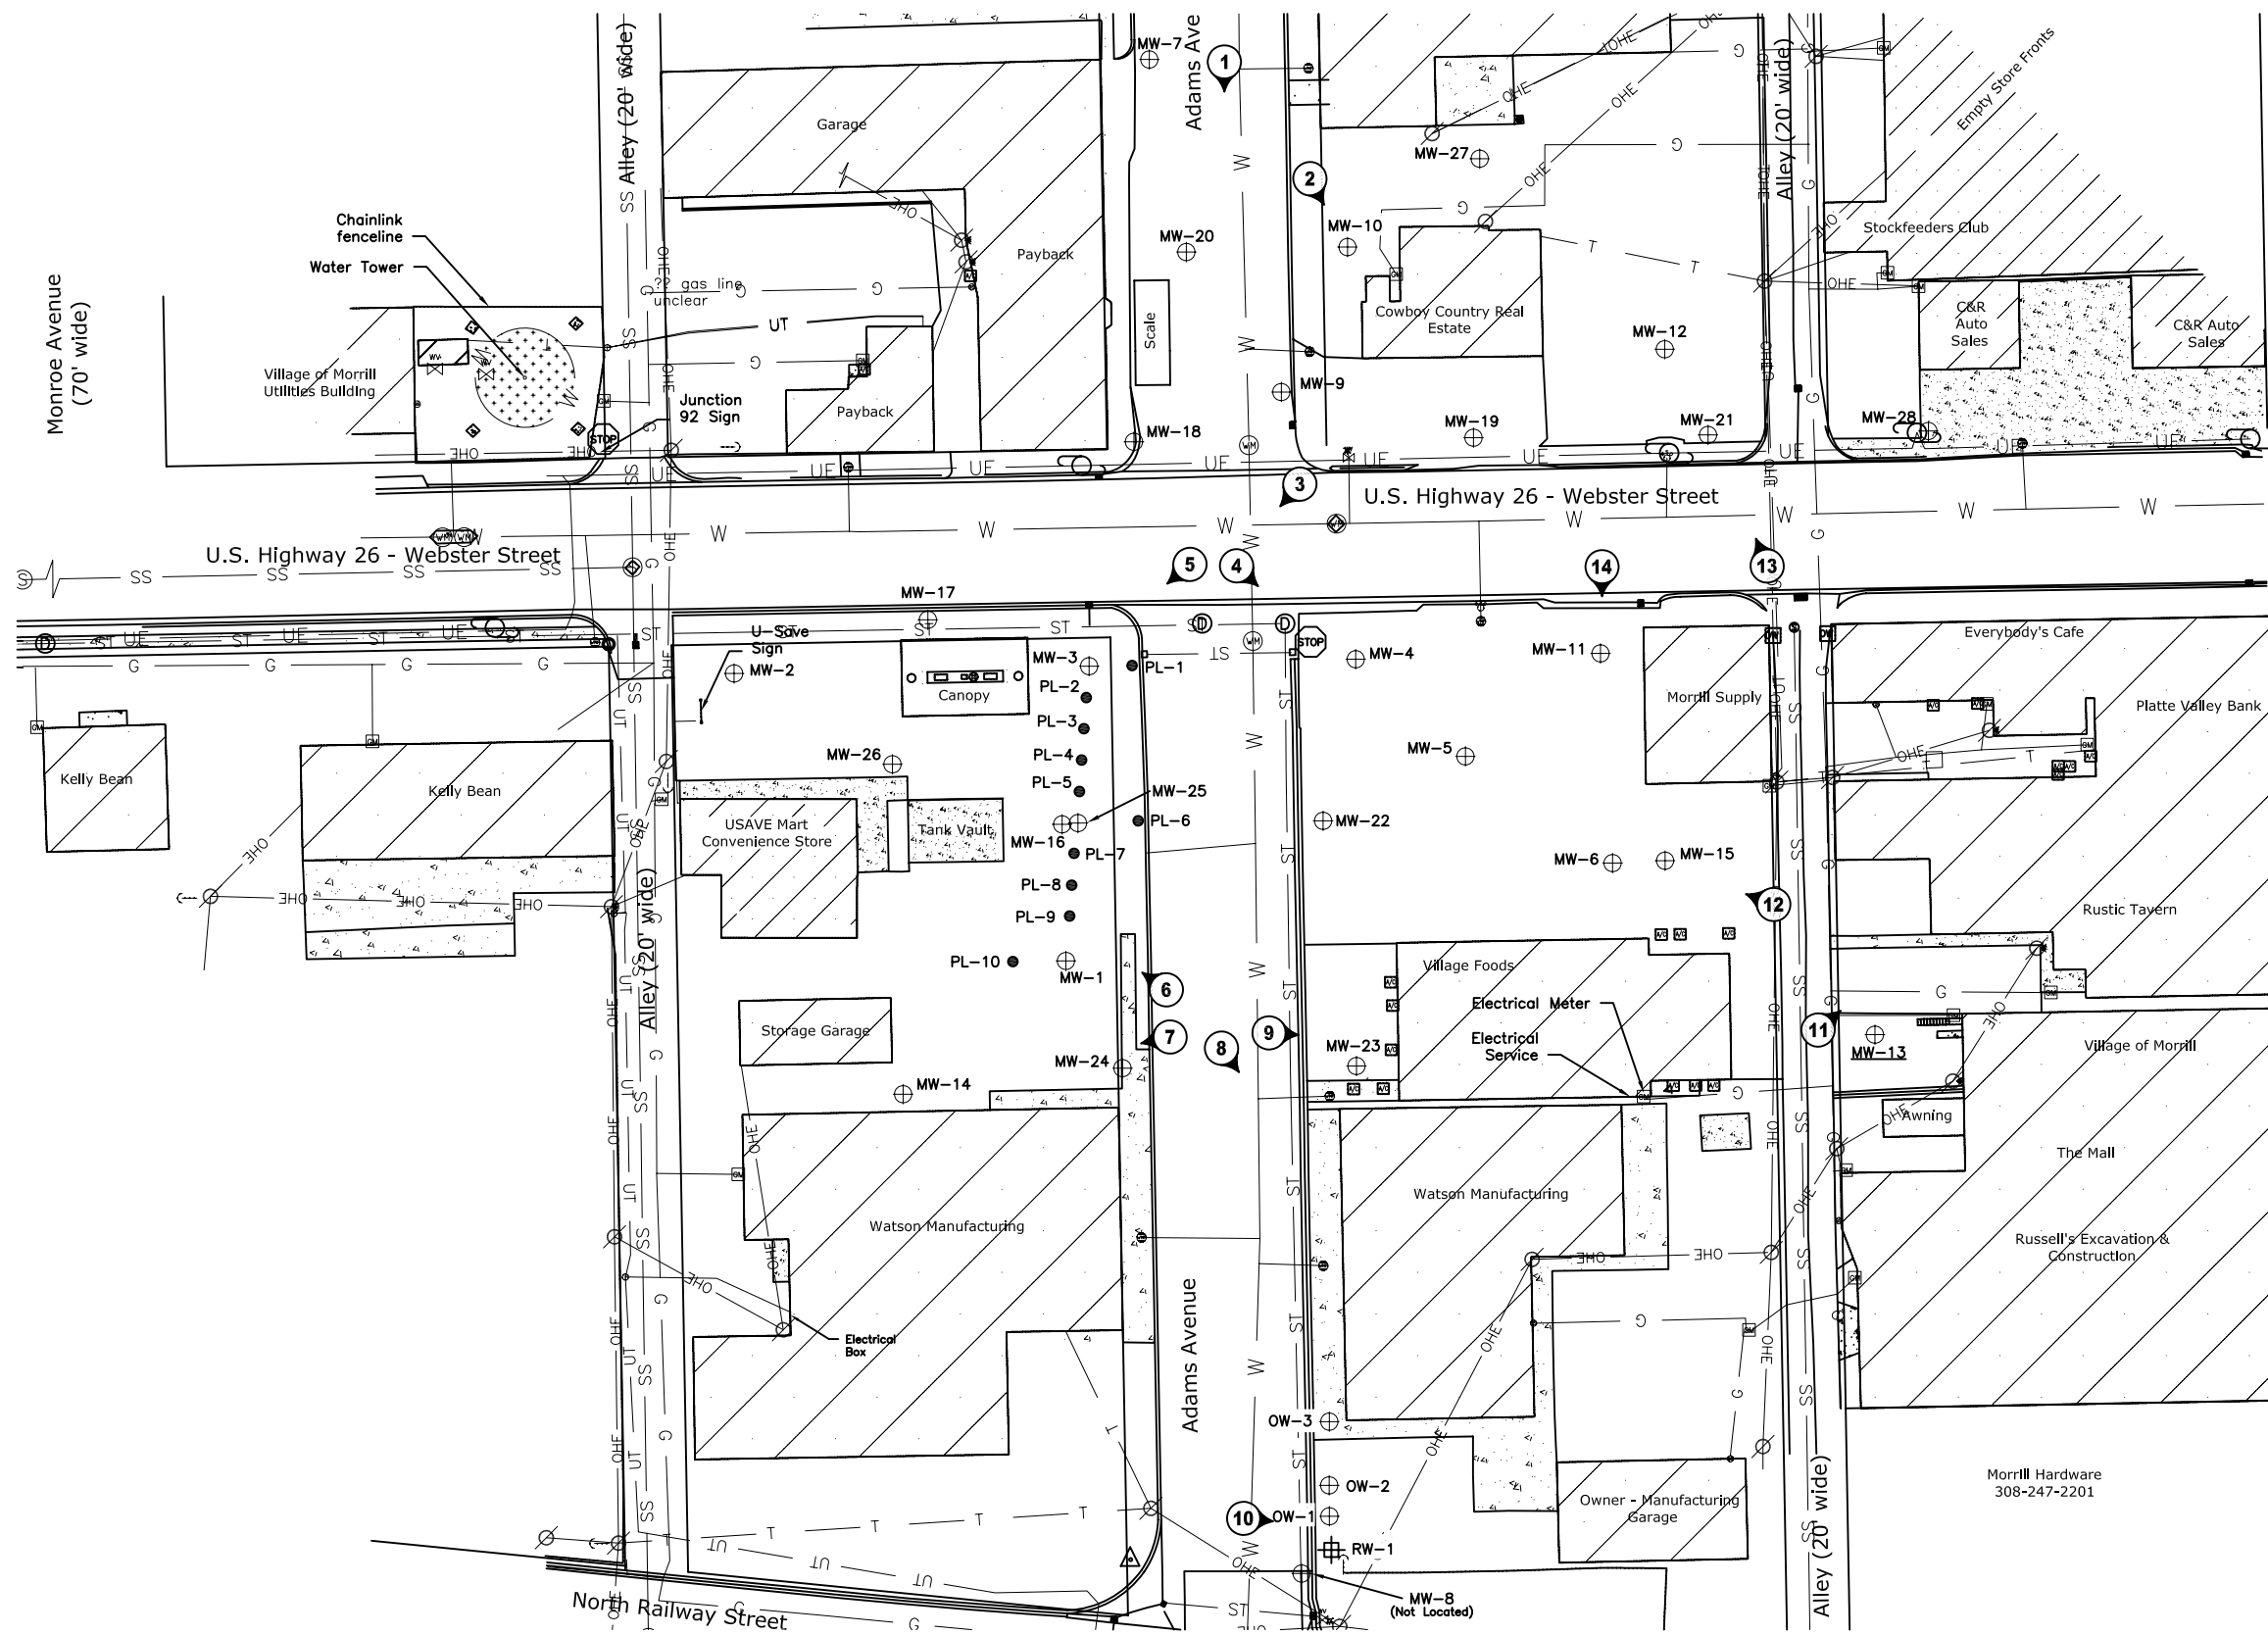 MW-7
Adams Ave
1
Alley (20' wide)
Alley (20' wide)
Empty Store Fronts
Garage
MW-27
2
Chainlink
fenceline
Water Tower
Payback
MW-20
MW-10
Stockfeeders Club
Monroe Avenue
(70' wide)
?? gas line
unclear
UT
Scale
Cowboy Country Real
Estate
MW-12
C&R
Auto
Sales
C&R Auto
Sales
Village of Morrill
Utilities Building
Junction
92 Sign
Payback
MW-9
STOP
MW-18
MW-19
MW-21
MW-28
3
U.S. Highway 26 - Webster Street
U.S. Highway 26 - Webster Street
5
4
14
13
MW-17
U-Save
Sign
MW-2
MW-3
PL-1
STOP
MW-4
MW-11
Everybody's Cafe
PL-2
Canopy
Morrill Supply
Platte Valley Bank
PL-3
MW-26
PL-4
MW-5
Kelly Bean
Kelly Bean
PL-5
MW-25
USAVE Mart
Convenience Store
Tank Vault
PL-6
MW-22
MW-16
PL-7
MW-6
MW-15
PL-8
Alley (20' wide)
12
PL-9
Rustic Tavern
PL-10
MW-1
Village Foods
6
Electrical Meter
Storage Garage
7
8
9
Electrical
Service
11
MW-23
MW-13
Village of Morrill
MW-24
MW-14
Awning
The Mall
Watson Manufacturing
Watson Manufacturing
Russell's Excavation &
Construction
Electrical
Box
Adams Avenue
OW-3
OW-2
Morrill Hardware
308-247-2201
Owner - Manufacturing
Garage
10
OW-1
RW-1
Alley (20' wide)
MW-8
(Not Located)
North Railway Street